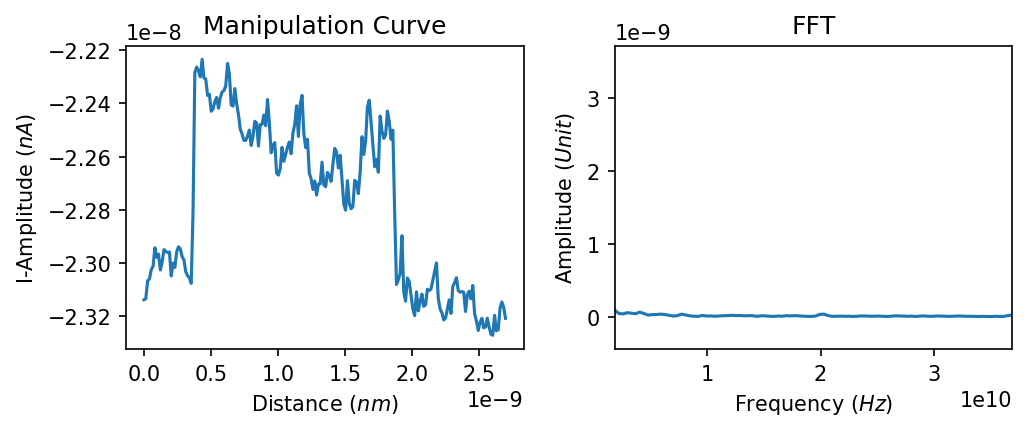 Manipulation Curve
1e−8
−2.22
−2.24
−2.26
−2.28
−2.30
−2.32
I-Amplitude (nA)
0.0 0.5 1.0 1.5 2.0 2.5
1e−9
Distance (nm)
FFT
1e−9
3
2
1
0
Amplitude (Unit)
1 2 3
1e10
Frequency (Hz)